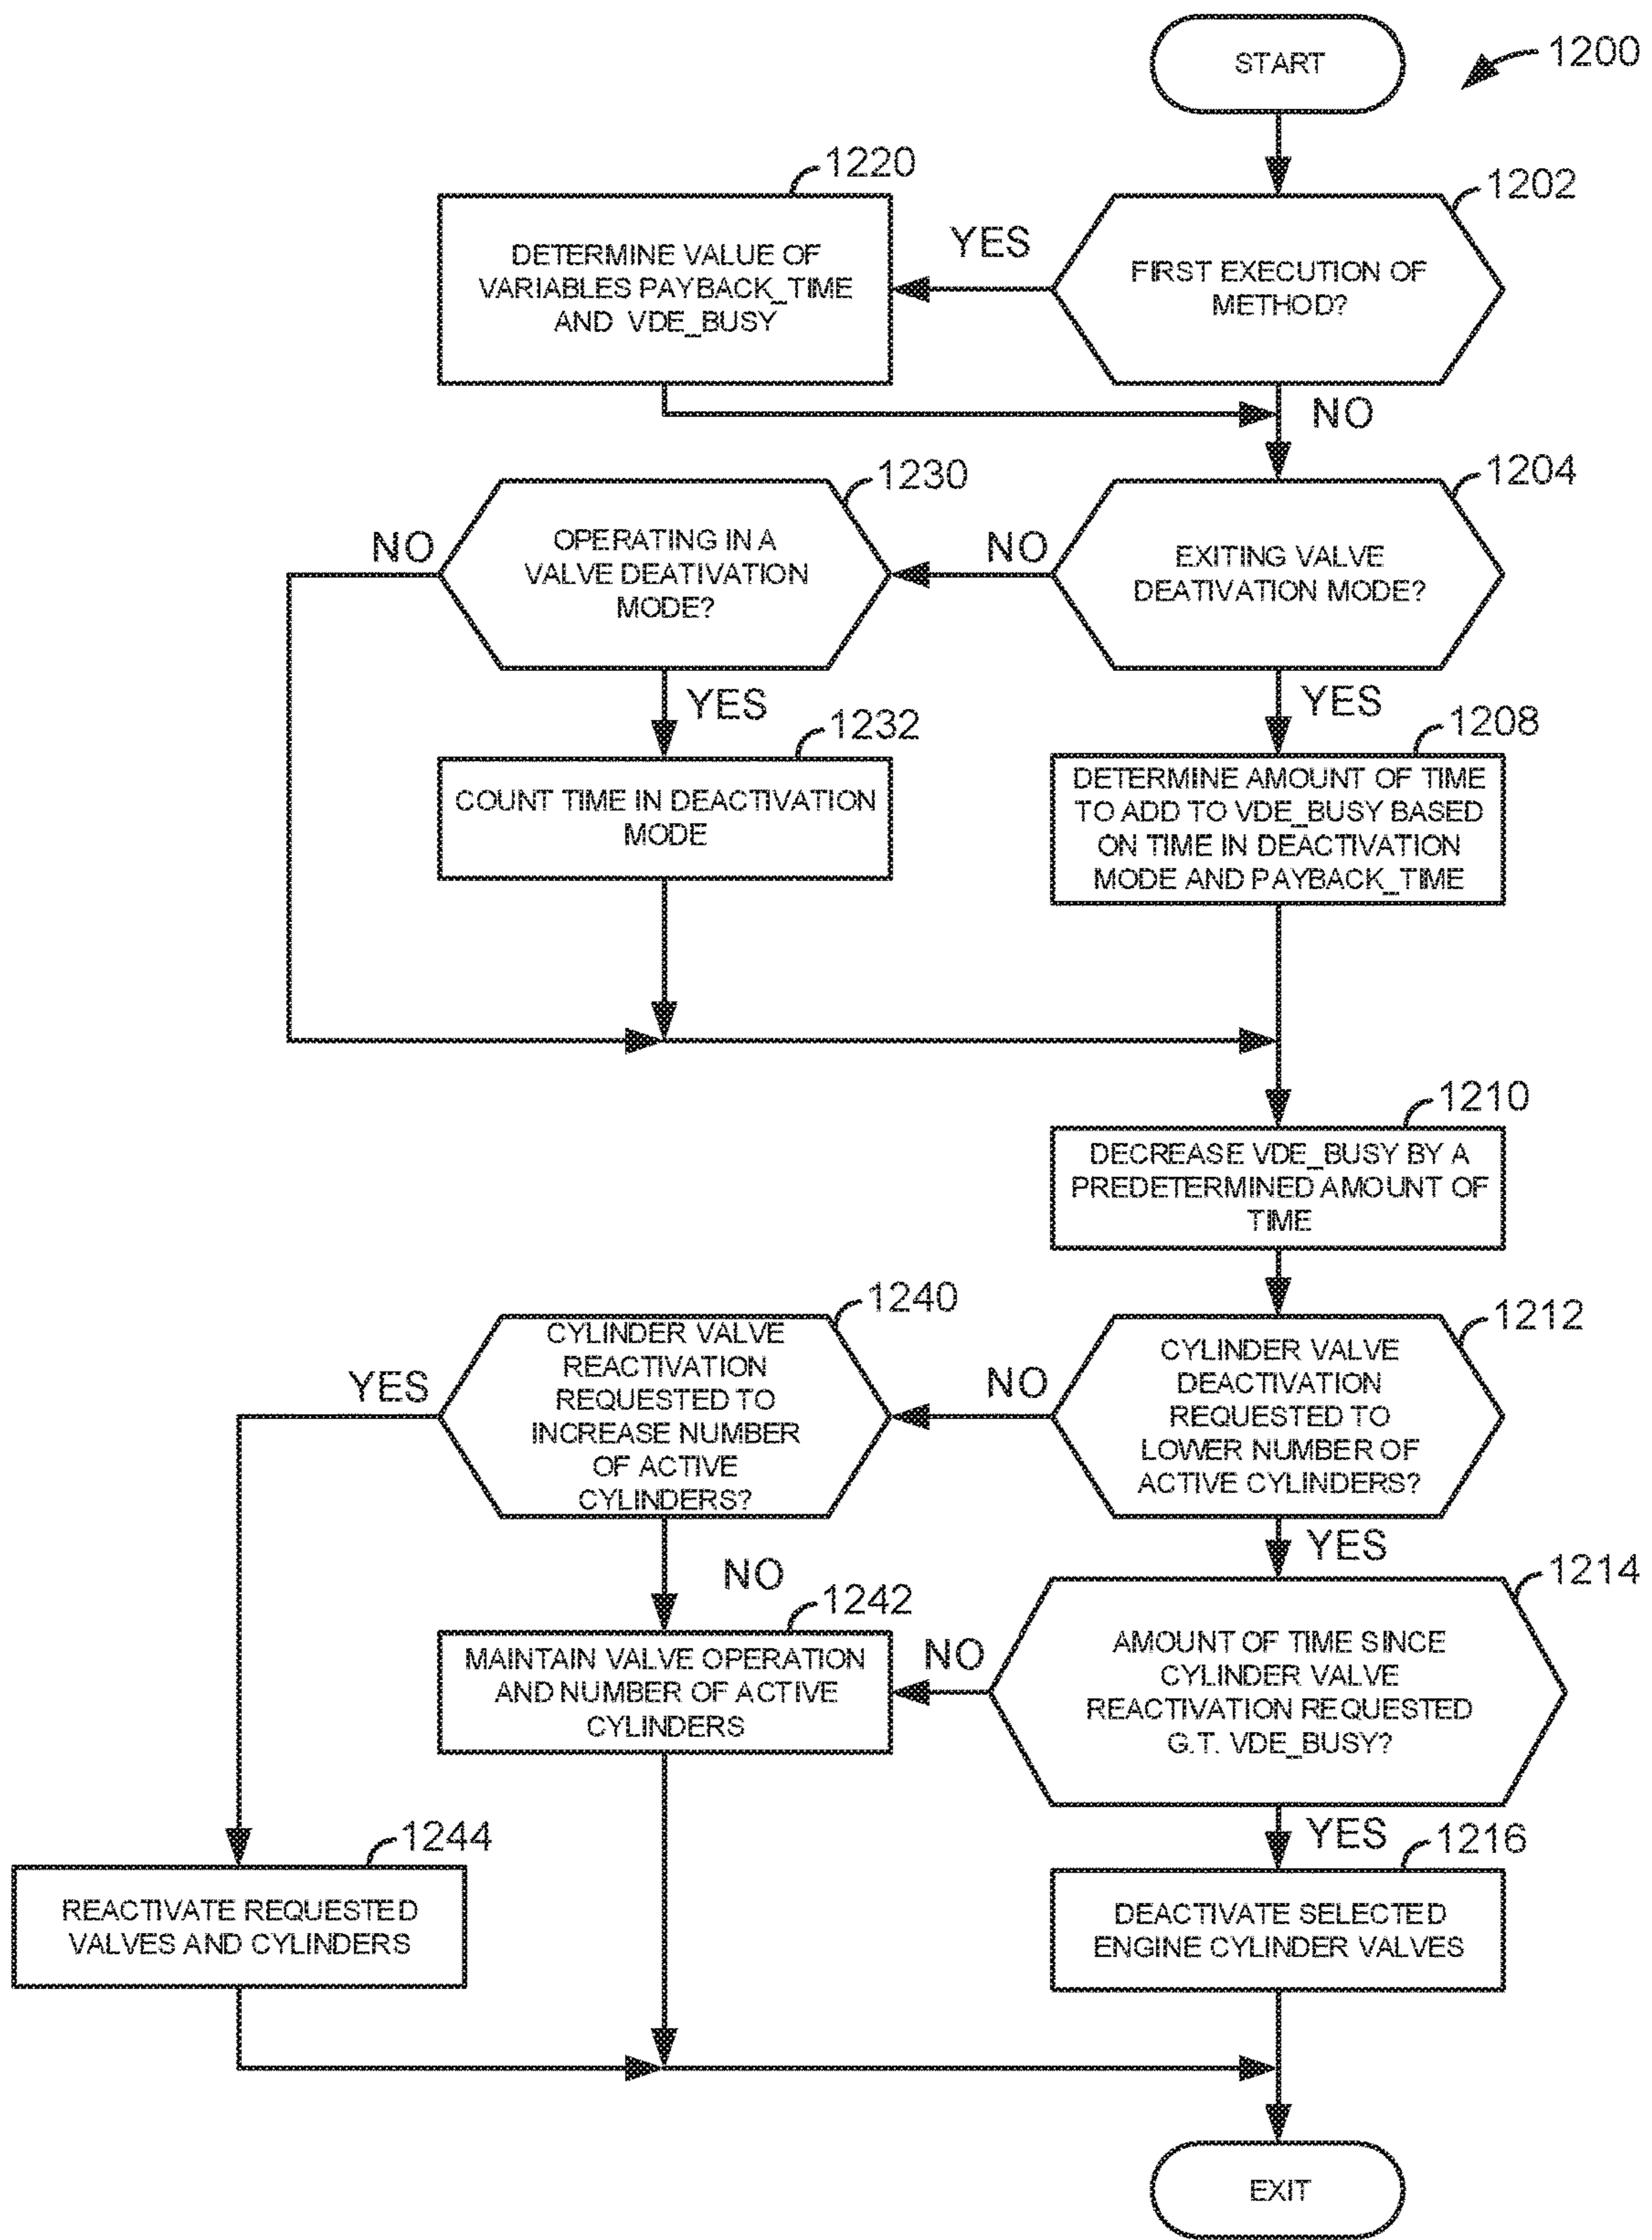 START
1200
1220
1202
DETERMINE VALUE OF
VARIABLES PAYBACK_TIME
AND VDE_BUSY
YES
FIRST EXECUTION OF
METHOD?
NO
1230
1204
NO
OPERATING IN A
VALVE DEATIVATION
MODE?
NO
EXITING VALVE
DEATIVATION MODE?
YES
YES
1232
1208
COUNT TIME IN DEACTIVATION
MODE
DETERMINE AMOUNT OF TIME
TO ADD TO VDE_BUSY BASED
ON TIME IN DEACTIVATION
MODE AND PAYBACK_TIME
1210
DECREASE VDE_BUSY BY A
PREDETERMINED AMOUNT OF
TIME
1240
1212
YES
CYLINDER VALVE
REACTIVATION
REQUESTED TO
INCREASE NUMBER
OF ACTIVE
CYLINDERS?
NO
CYLINDER VALVE
DEACTIVATION
REQUESTED TO
LOWER NUMBER OF
ACTIVE CYLINDERS?
NO
YES
1242
1214
MAINTAIN VALVE OPERATION
AND NUMBER OF ACTIVE
CYLINDERS
NO
AMOUNT OF TIME SINCE
CYLINDER VALVE
REACTIVATION REQUESTED
G.T. VDE_BUSY?
YES
1244
1216
REACTIVATE REQUESTED
VALVES AND CYLINDERS
DEACTIVATE SELECTED
ENGINE CYLINDER VALVES
EXIT